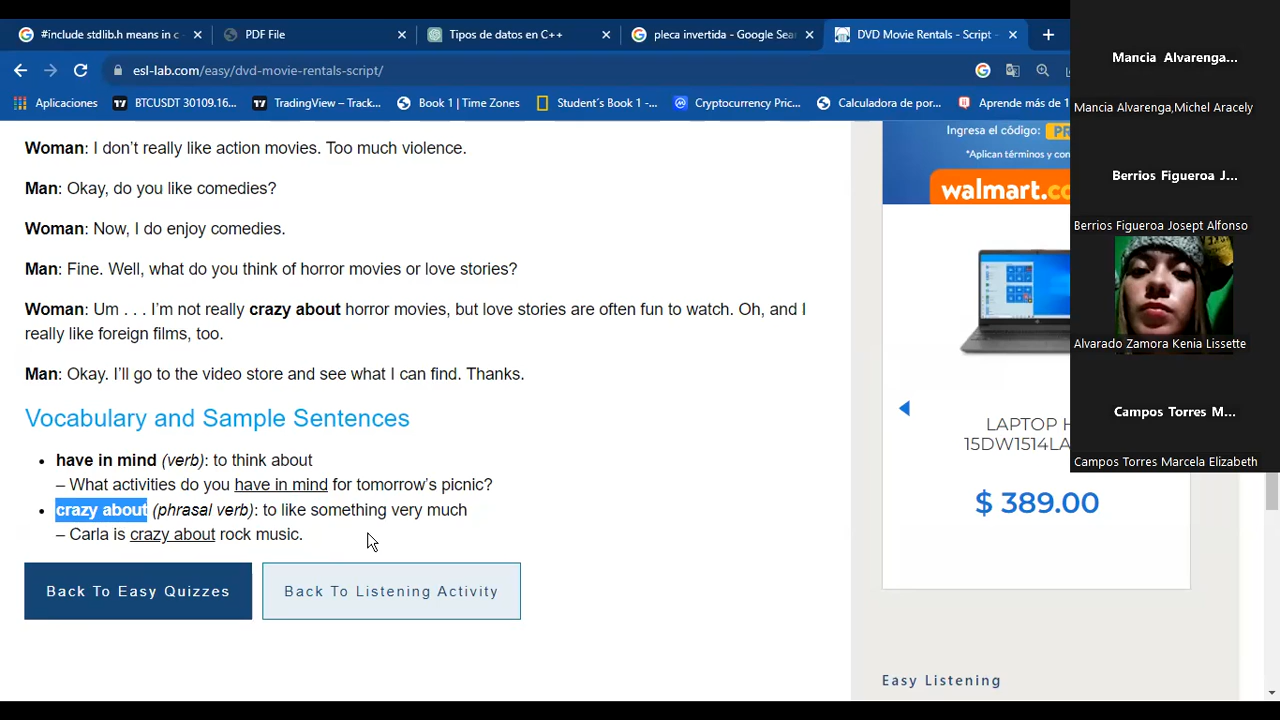 #include stdlib.h means in c
PDF File
Tipos de datos en C++
pleca invertida - Google Sear
DVD Movie Rentals - Script -
esl-lab.com/easy/dvd-movie-rentals-script/
Aplicaciones
BTCUSDT 30109.16...
TradingView – Track...
Book 1 | Time Zones
Student´s Book 1 -...
Cryptocurrency Pric...
Calculadora de por...
Aprende más de 1
Woman: I don't really like action movies. Too much violence.
Man: Okay, do you like comedies?
Woman: Now, I do enjoy comedies.
Man: Fine. Well, what do you think of horror movies or love stories?
Woman: Um . . . I'm not really crazy about horror movies, but love stories are often fun to watch. Oh, and I
really like foreign films, too.
Man: Okay. I'll go to the video store and see what I can find. Thanks.
Vocabulary and Sample Sentences
• have in mind (verb): to think about
– What activities do you have in mind for tomorrow's picnic?
• crazy about (phrasal verb): to like something very much
– Carla is crazy about rock music.
Back To Easy Quizzes
Back To Listening Activity
Ingresa el código: PR
*Aplican términos y con
walmart.co
LAPTOP H
15DW1514LA
$ 389.00
Easy Listening
Mancia Alvarenga...
Mancia Alvarenga,Michel Aracely
Berrios Figueroa J...
Berrios Figueroa Josept Alfonso
Alvarado Zamora Kenia Lissette
Campos Torres M...
Campos Torres Marcela Elizabeth